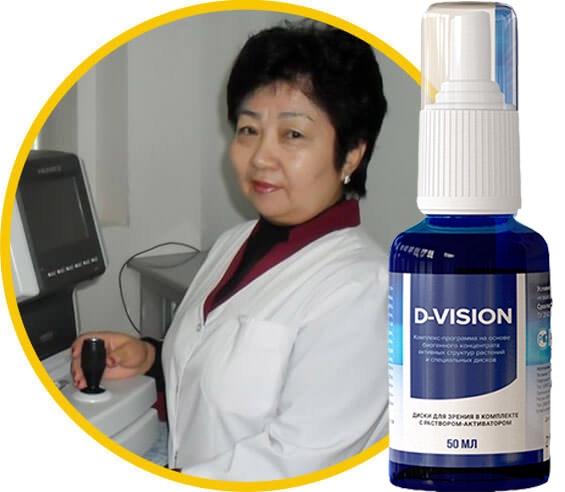 D-VISION
Комплекс-программа на основе
биогенного концентрата
активных структур растений
и специальных дисков
ДИСКИ ДЛЯ ЗРЕНИЯ В КОМПЛЕКТЕ
С РАСТВОРОМ-АКТИВАТОРОМ
50 МЛ